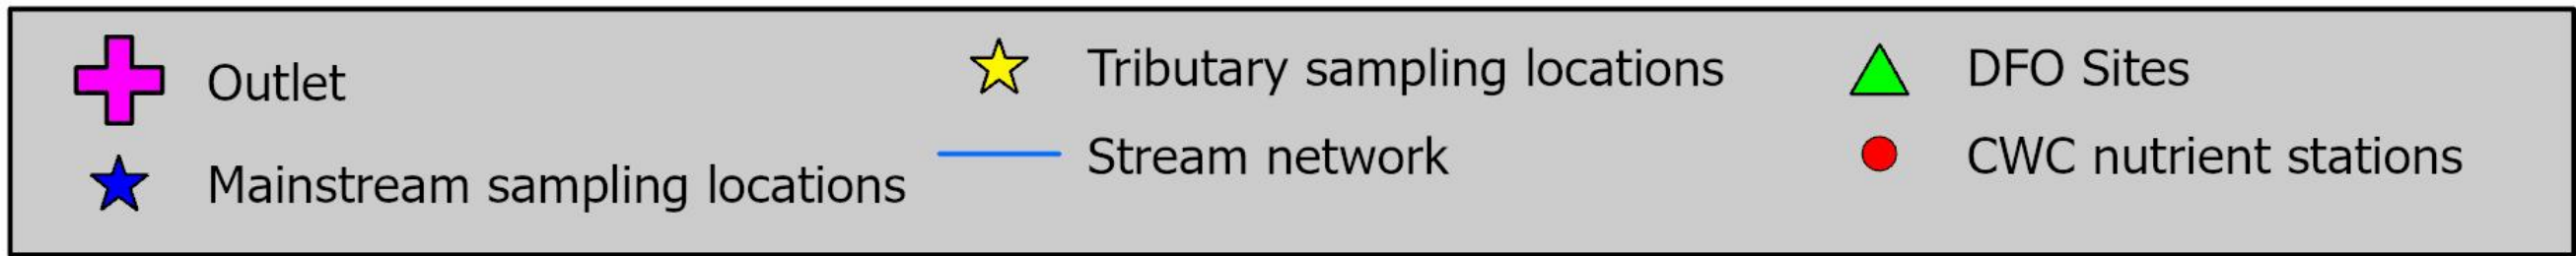 Outlet
Mainstream sampling locations
Tributary sampling locations
Stream network
DFO Sites
CWC nutrient stations